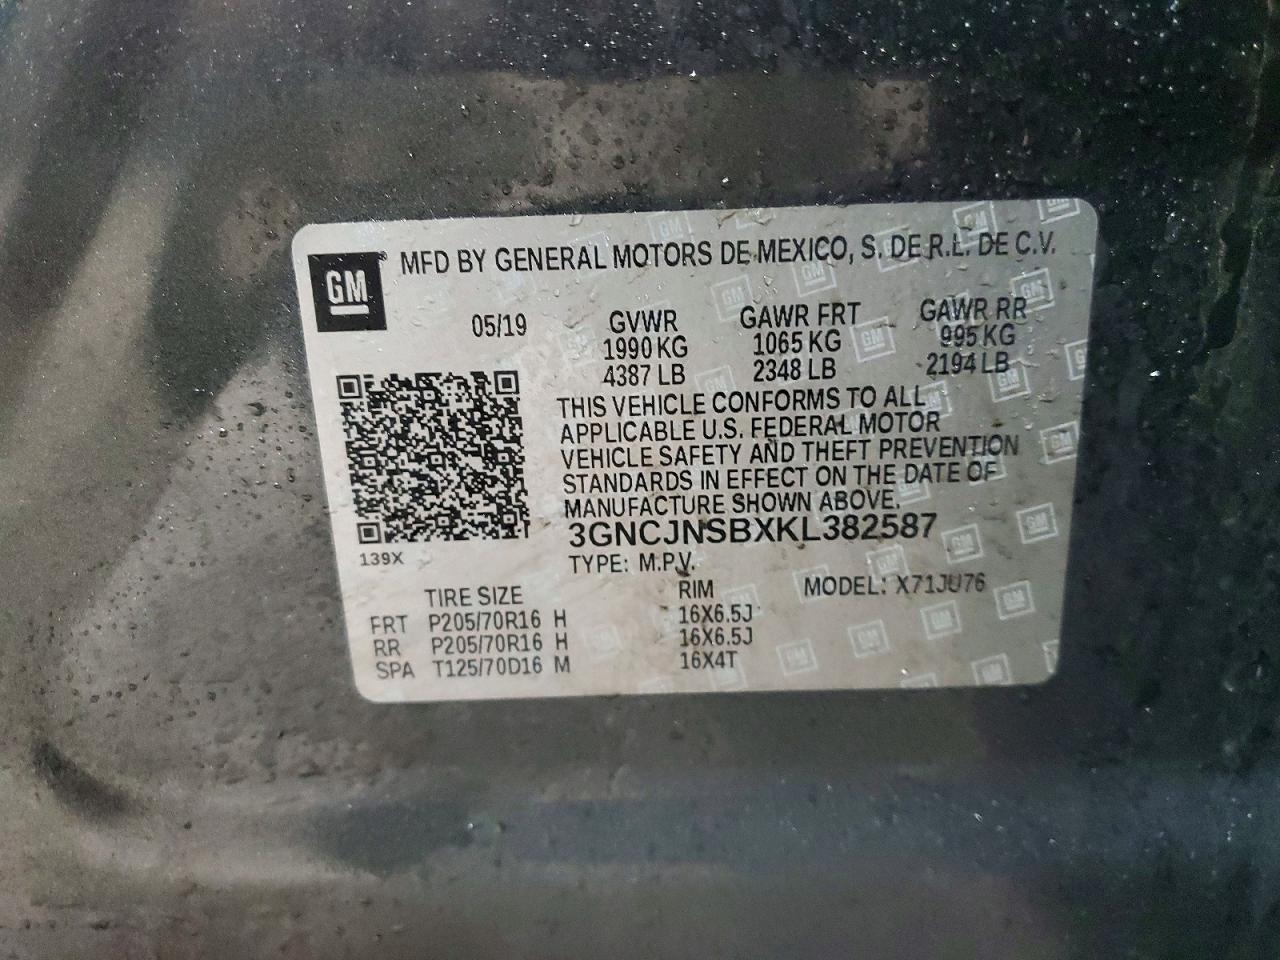 GM
MFD BY GENERAL MOTORS DE MEXICO, S. DE R.L. DE C.V.
05/19 GVWR GAWR FRT GAWR RR
1990 KG 1065 KG 995 KG
4387 LB 2348 LB 2194 LB
THIS VEHICLE CONFORMS TO ALL
APPLICABLE U.S. FEDERAL MOTOR
VEHICLE SAFETY AND THEFT PREVENTION
STANDARDS IN EFFECT ON THE DATE OF
MANUFACTURE SHOWN ABOVE.
3GNCJNSBXKL382587
139X
TYPE: M.P.V.
TIRE SIZE RIM MODEL: X71JU76
FRT P205/70R16 H 16X6.5J
RR P205/70R16 H 16X6.5J
SPA T125/70D16 M 16X4T